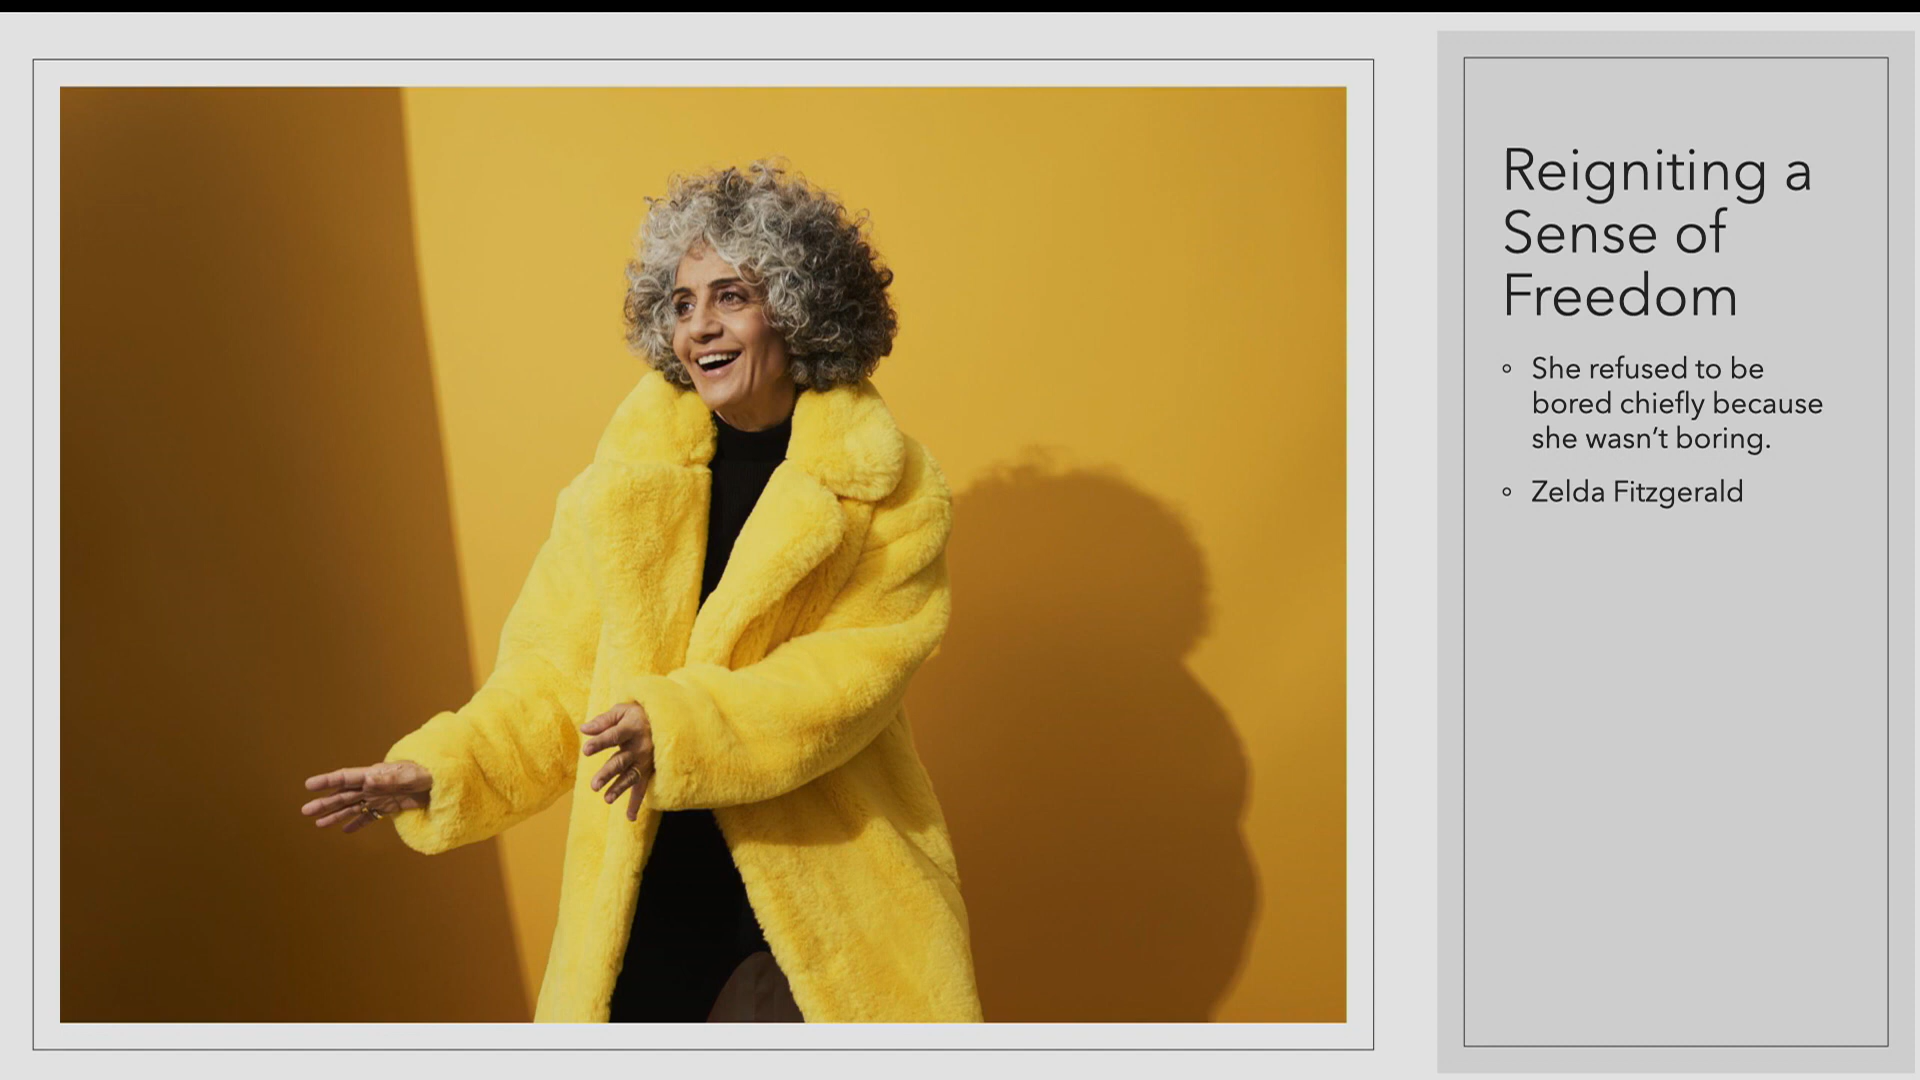 Reigniting a
Sense of
Freedom
◦ She refused to be
bored chiefly because
she wasn’t boring.
◦ Zelda Fitzgerald